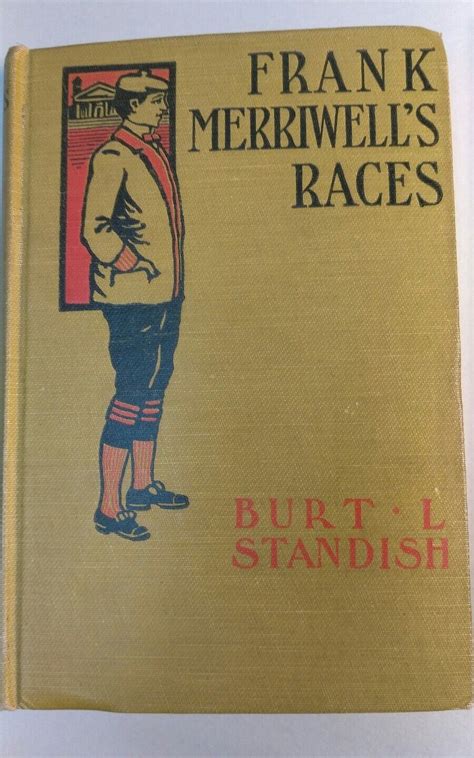 FRANK
MERRIWELL'S
RACES
BURT · L
STANDISH